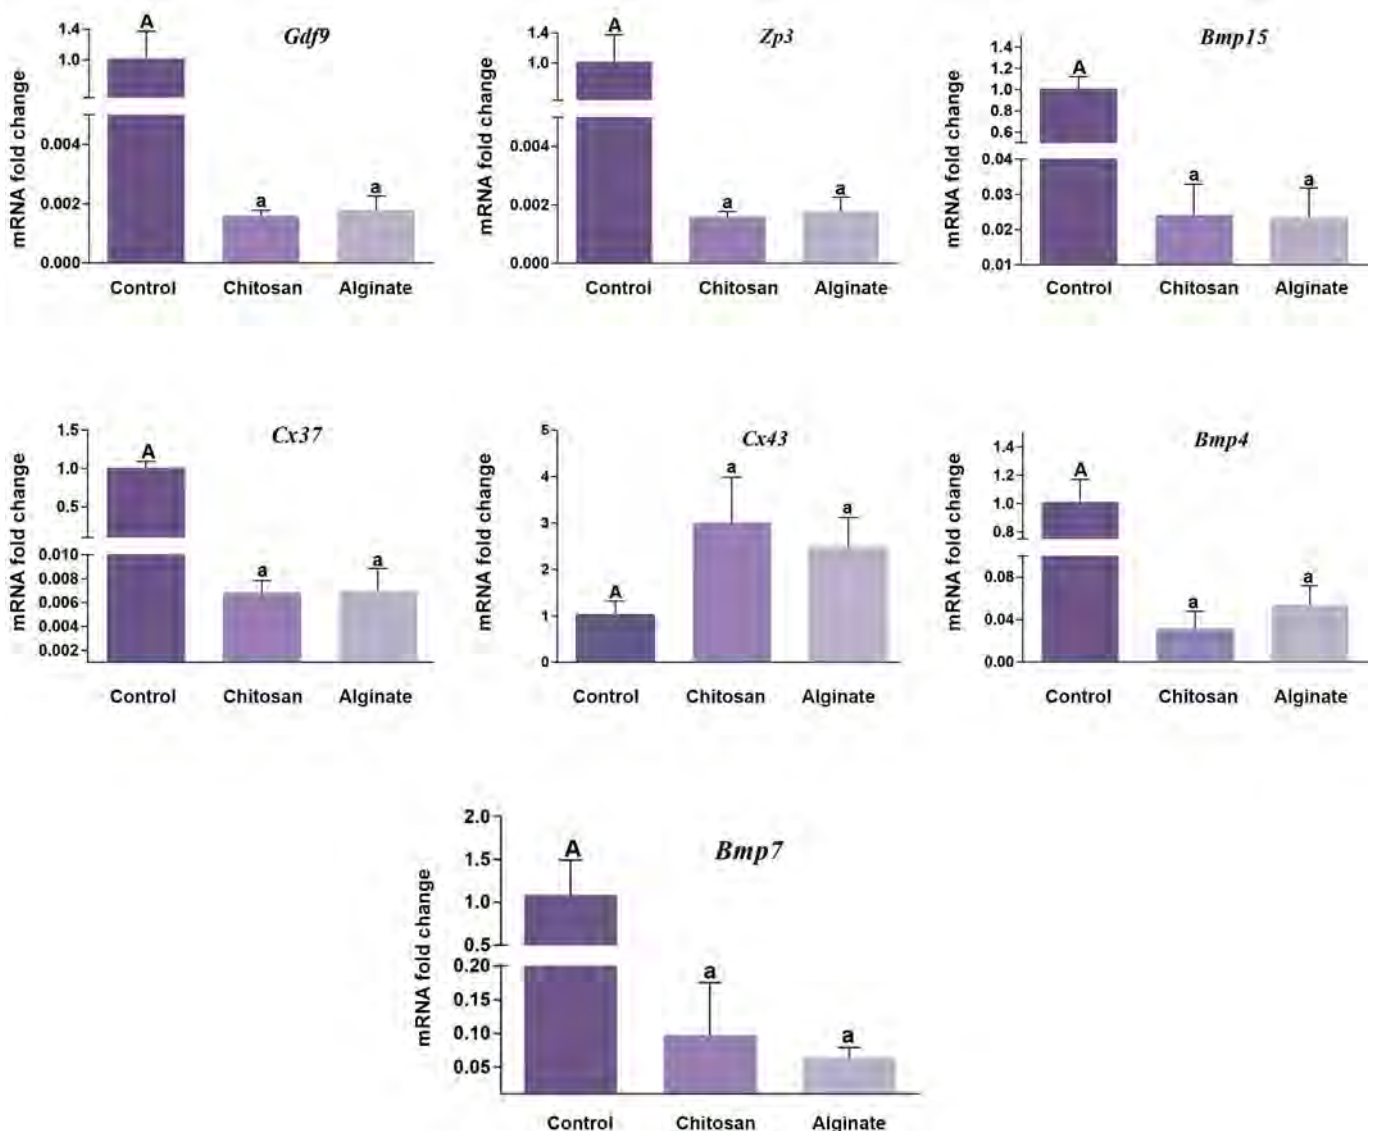 Gdf9
mRNA fold change
1.4
1.0
0.004
0.002
0.000
A
a
a
Control Chitosan Alginate
Zp3
mRNA fold change
1.4
1.0
0.004
0.002
0.000
A
a
a
Control Chitosan Alginate
Bmp15
mRNA fold change
1.4
1.2
1.0
0.8
0.6
0.04
0.03
0.02
0.01
A
a
a
Control Chitosan Alginate
Cx37
mRNA fold change
1.5
1.0
0.5
0.010
0.008
0.006
0.004
0.002
A
a
a
Control Chitosan Alginate
Cx43
mRNA fold change
5
4
3
2
1
0
A
a
a
Control Chitosan Alginate
Bmp4
mRNA fold change
1.4
1.2
1.0
0.8
0.08
0.04
0.00
A
a
a
Control Chitosan Alginate
Bmp7
mRNA fold change
2.0
1.5
1.0
0.5
0.20
0.15
0.10
0.05
A
a
a
Control Chitosan Alginate